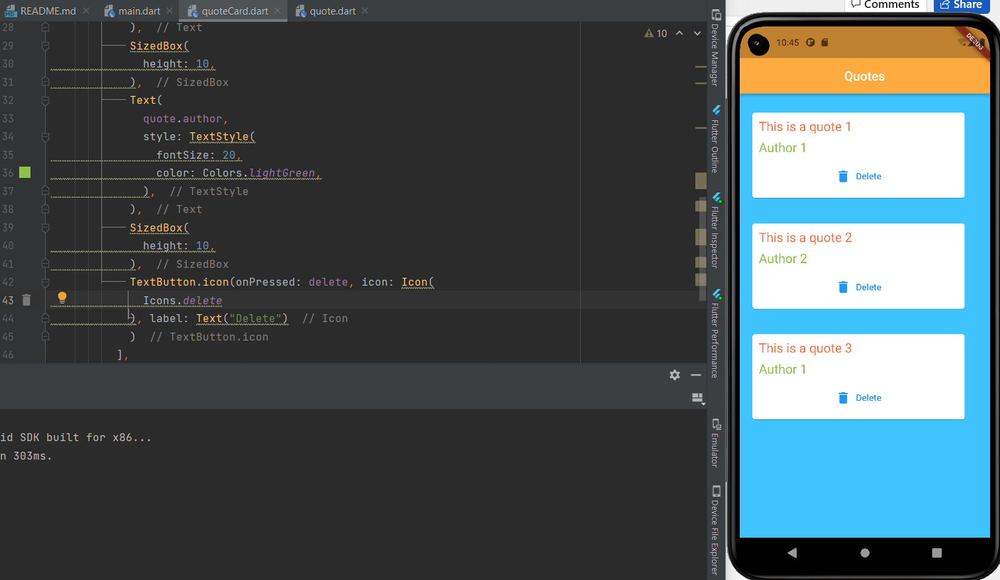 README.md
main.dart
quoteCard.dart
quote.dart
Comments
Share
10
28 ), // Text
29 SizedBox(
30 height: 10,
31 ), // SizedBox
32 Text(
33 quote.author,
34 style: TextStyle(
35 fontSize: 20,
36 color: Colors.lightGreen,
37 ), // TextStyle
38 ), // Text
39 SizedBox(
40 height: 10,
41 ), // SizedBox
42 TextButton.icon(onPressed: delete, icon: Icon(
43 Icons.delete
44 ), label: Text("Delete") // Icon
45 ) // TextButton.icon
46 ],
id SDK built for x86...
n 303ms.
Device Manager
Flutter Outline
Flutter Inspector
Flutter Performance
Emulator
Device File Explorer
10:45
DEBUG
Quotes
This is a quote 1
Author 1
Delete
This is a quote 2
Author 2
Delete
This is a quote 3
Author 1
Delete